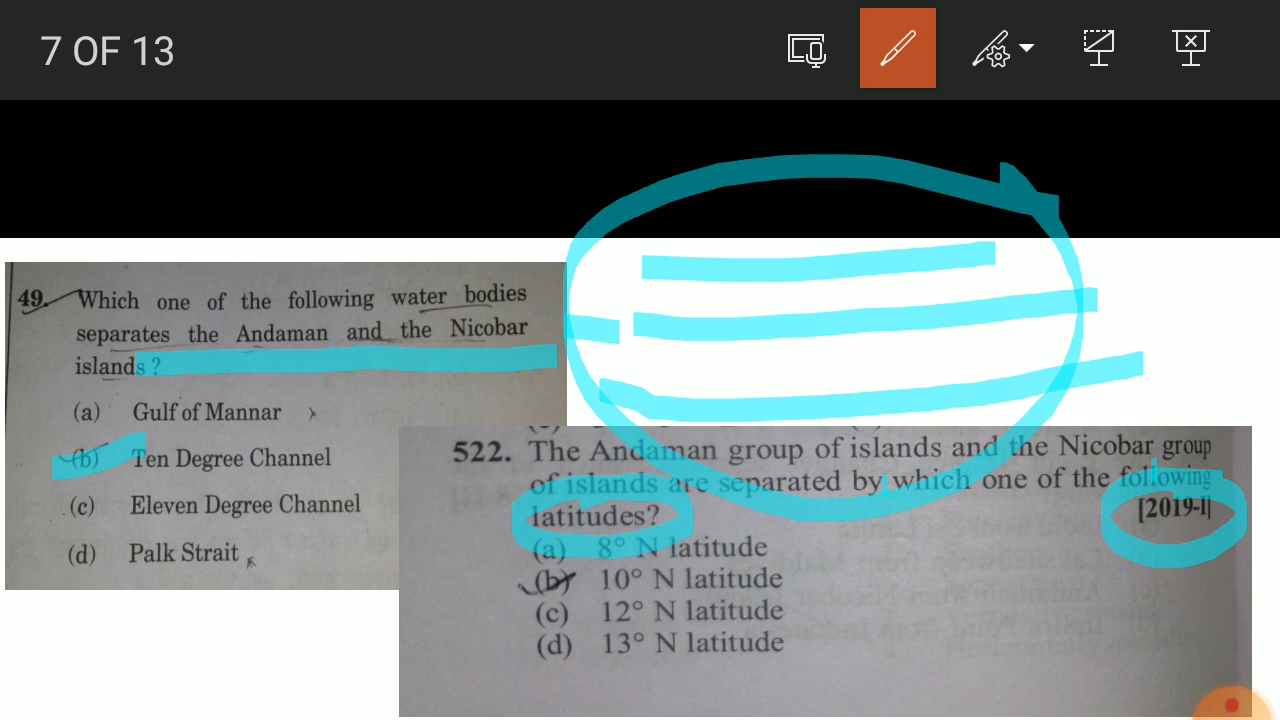 7 OF 13
49. Which one of the following water bodies
separates the Andaman and the Nicobar
islands ?
(a) Gulf of Mannar
(b) Ten Degree Channel
(c) Eleven Degree Channel
(d) Palk Strait
522. The Andaman group of islands and the Nicobar group
of islands are separated by which one of the following
latitudes? [2019-I]
(a) 8° N latitude
(b) 10° N latitude
(c) 12° N latitude
(d) 13° N latitude